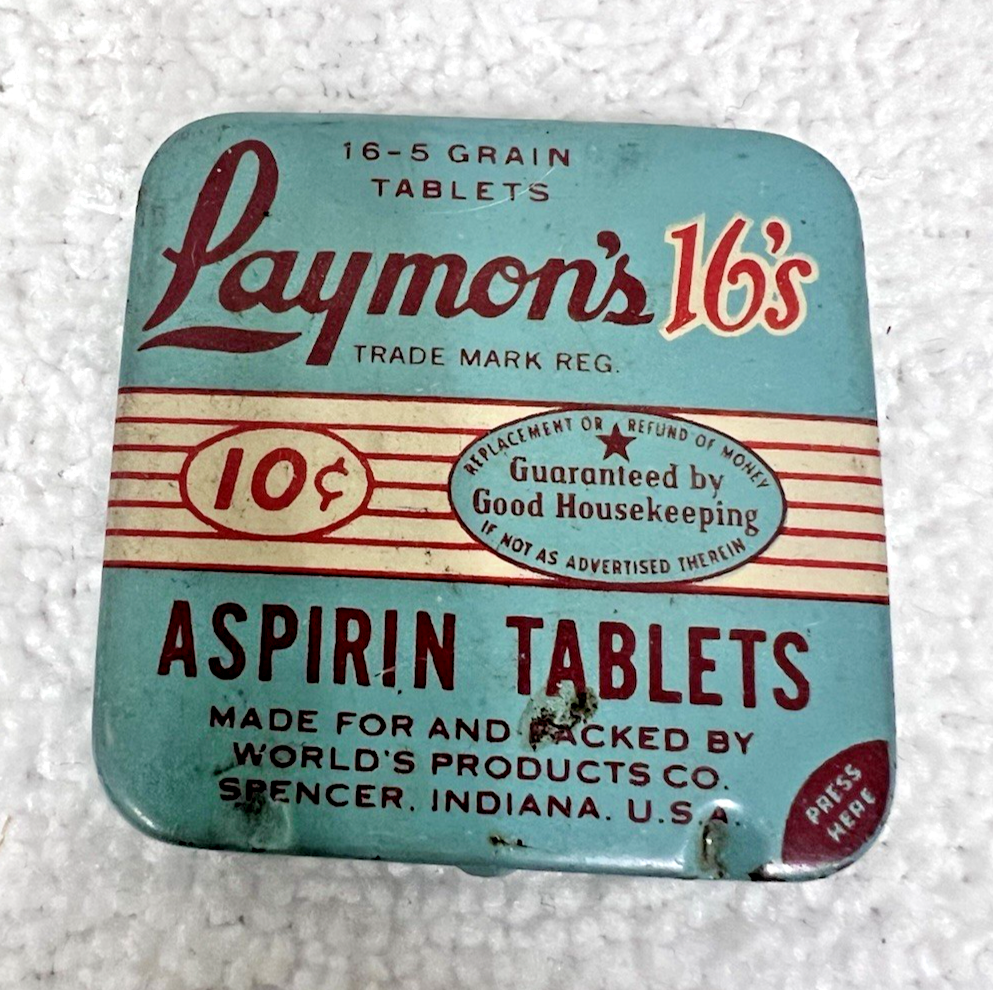 16-5 GRAIN
TABLETS
Laymon's 16's
TRADE MARK REG.
10¢
REPLACEMENT OR ★ REFUND OF MONEY
Guaranteed by
Good Housekeeping
IF NOT AS ADVERTISED THEREIN
ASPIRIN TABLETS
MADE FOR AND PACKED BY
WORLD'S PRODUCTS CO.
SPENCER. INDIANA. U.S.A.
PRESS
HERE